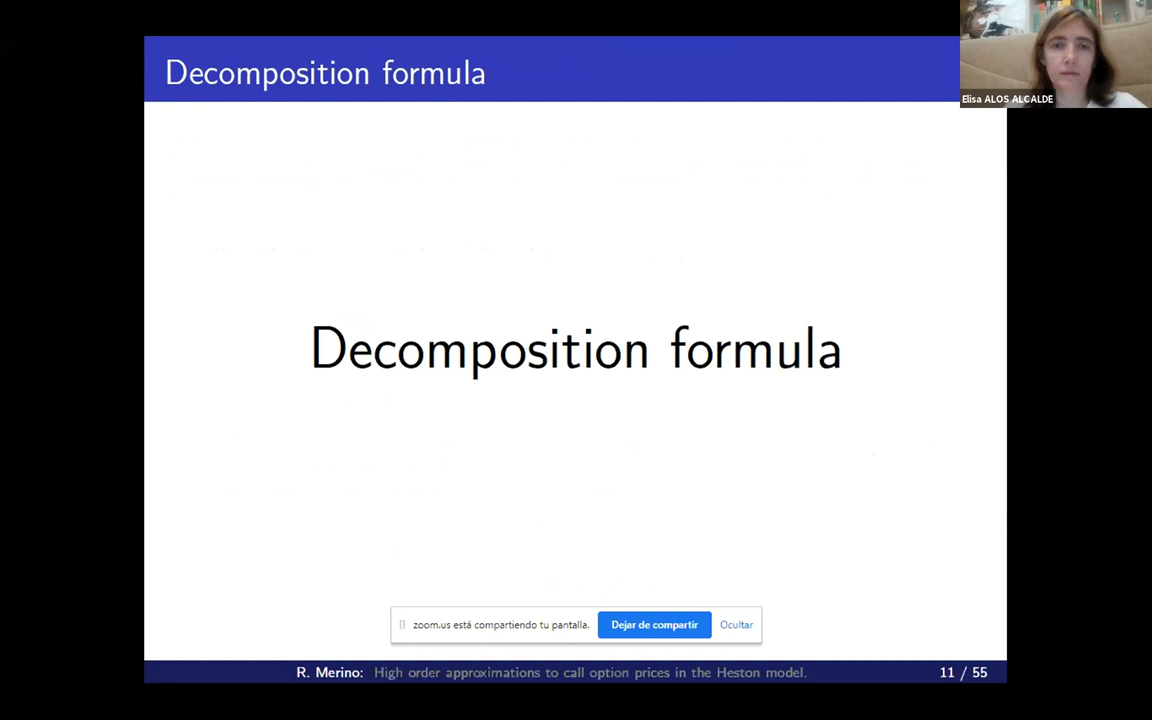 Decomposition formula
Elisa ALOS ALCALDE
Decomposition formula
zoom.us está compartiendo tu pantalla.
Dejar de compartir
Ocultar
R. Merino: High order approximations to call option prices in the Heston model.
11 / 55